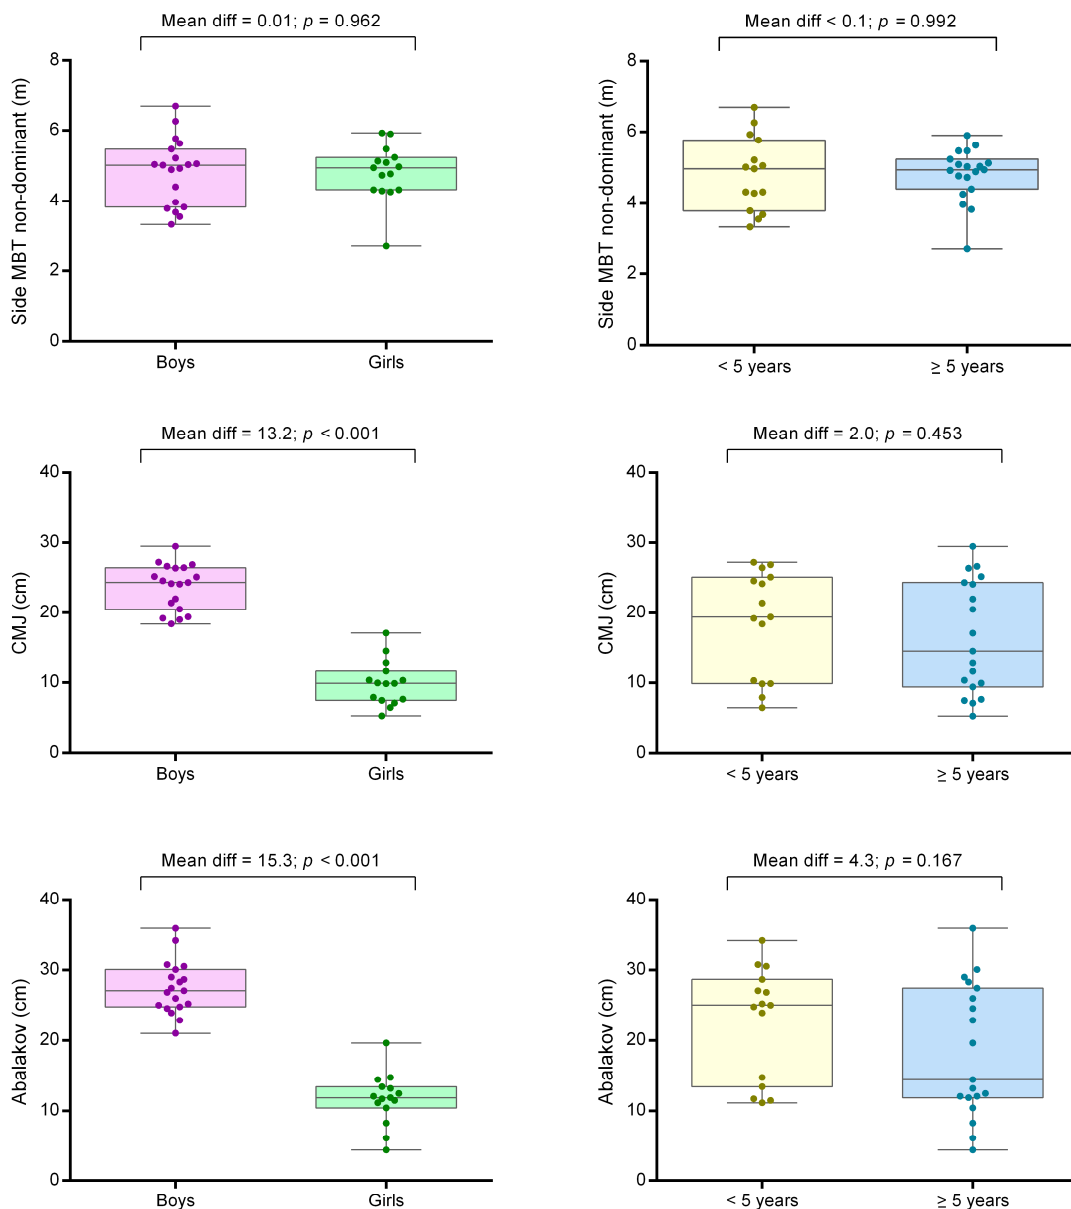 Mean diff = 0.01; p = 0.962
Side MBT non-dominant (m)
8
6
4
2
0
Boys
Girls
Mean diff < 0.1; p = 0.992
Side MBT non-dominant (m)
8
6
4
2
0
< 5 years
≥ 5 years
Mean diff = 13.2; p < 0.001
CMJ (cm)
40
30
20
10
0
Boys
Girls
Mean diff = 2.0; p = 0.453
CMJ (cm)
40
30
20
10
0
< 5 years
≥ 5 years
Mean diff = 15.3; p < 0.001
Abalakov (cm)
40
30
20
10
0
Boys
Girls
Mean diff = 4.3; p = 0.167
Abalakov (cm)
40
30
20
10
0
< 5 years
≥ 5 years